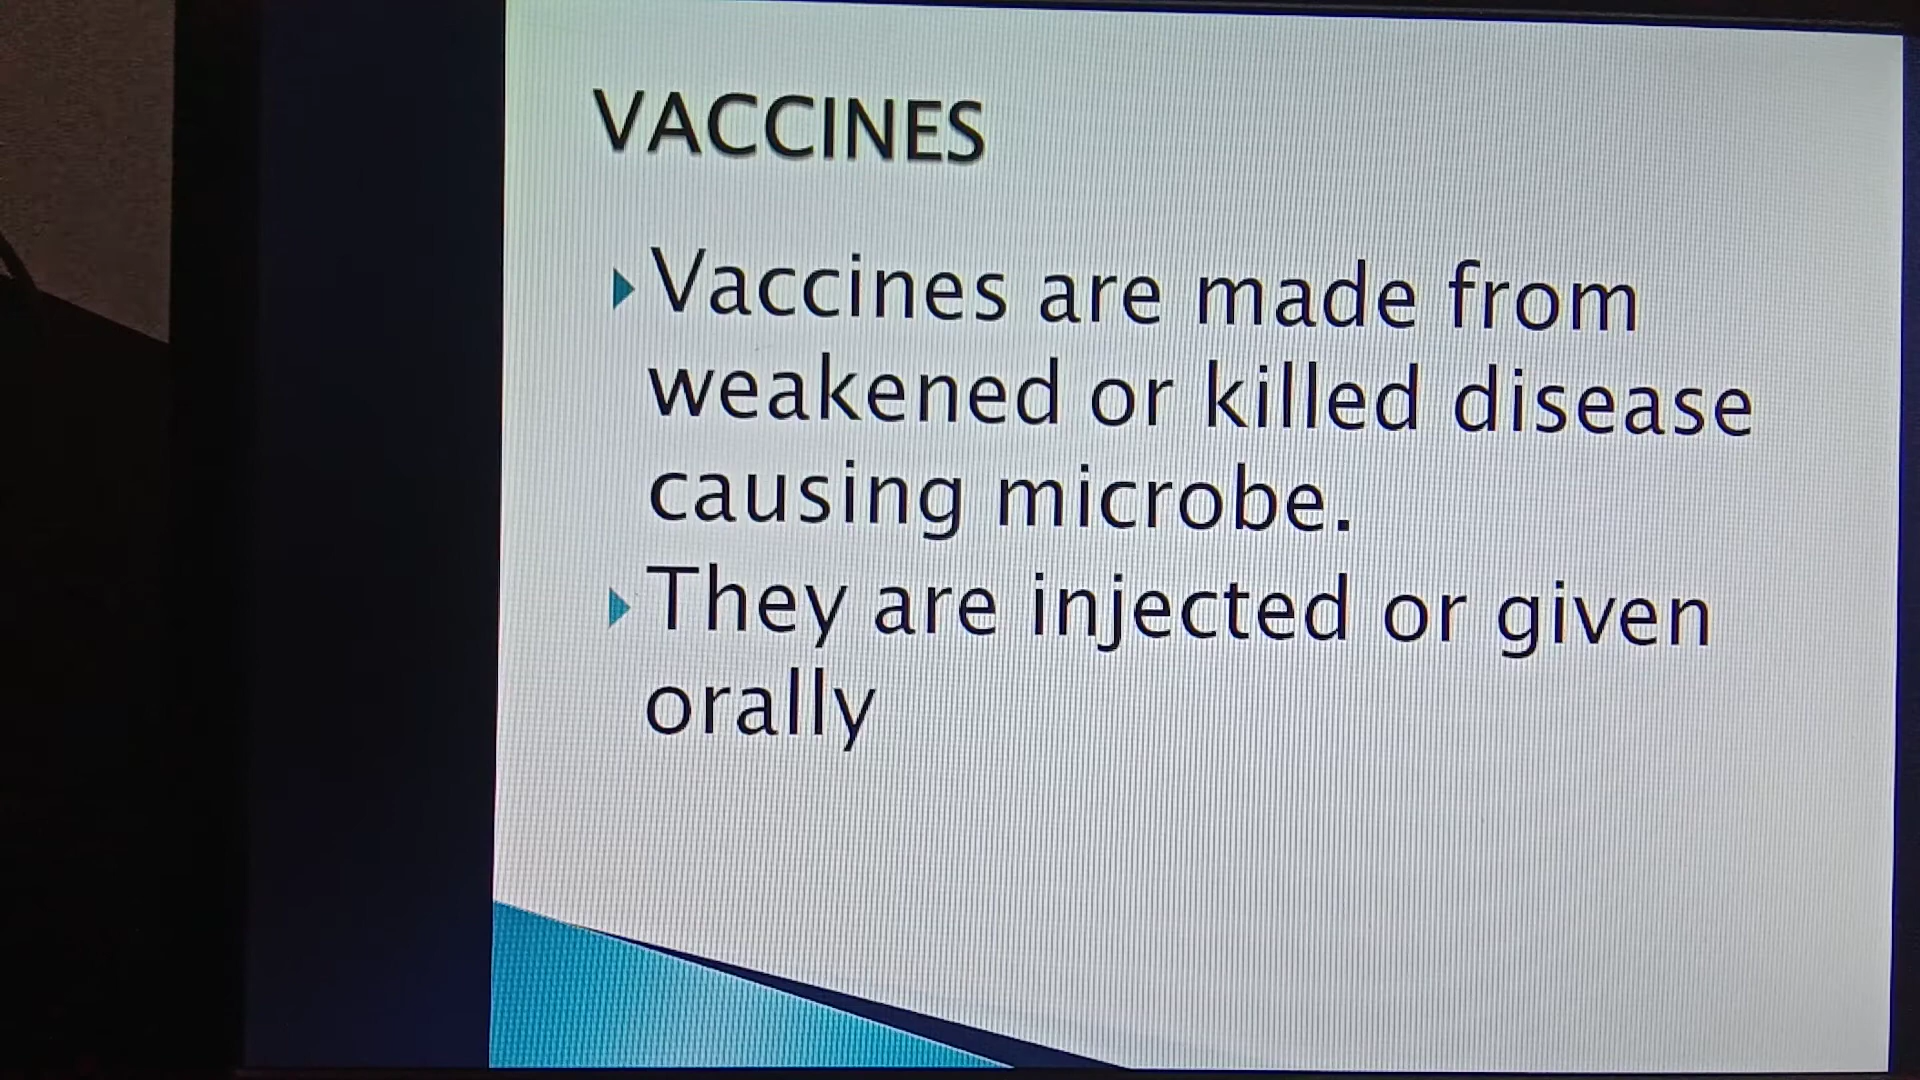 VACCINES
Vaccines are made from
weakened or killed disease
causing microbe.
They are injected or given
orally